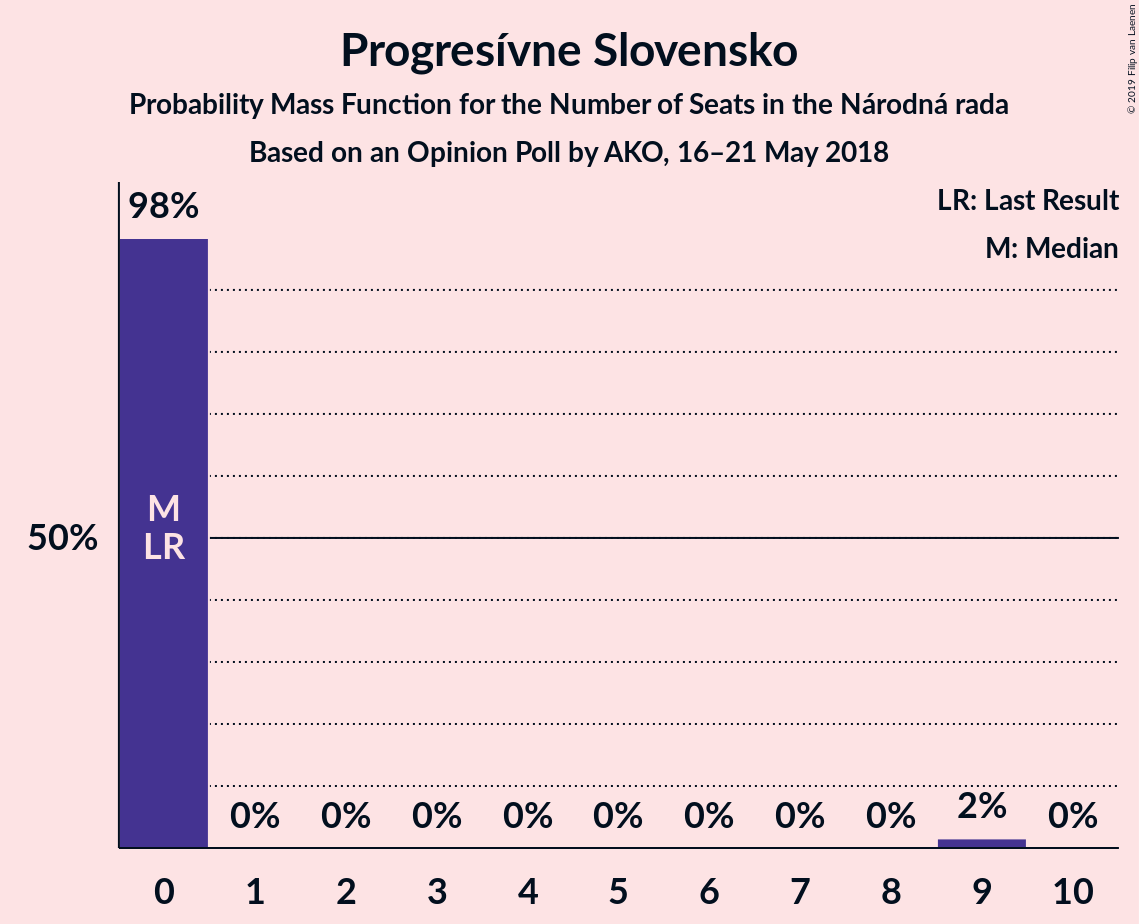 Progresívne Slovensko
Probability Mass Function for the Number of Seats in the Národná rada
Based on an Opinion Poll by AKO, 16–21 May 2018
© 2019 Filip van Laenen
LR: Last Result
M: Median
98%
M
LR
50%
0% 0% 0% 0% 0% 0% 0% 0% 2% 0%
0 1 2 3 4 5 6 7 8 9 10